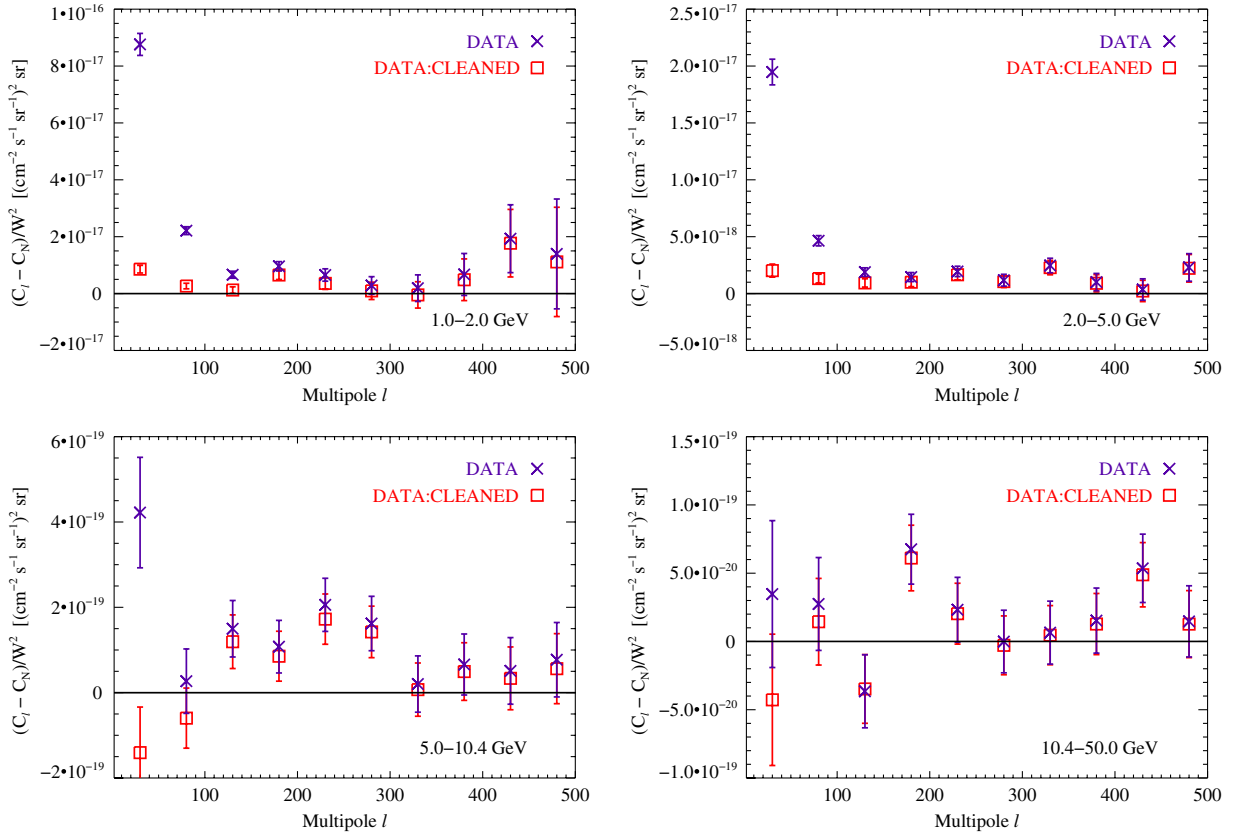 1•10⁻¹⁶
8•10⁻¹⁷
6•10⁻¹⁷
4•10⁻¹⁷
2•10⁻¹⁷
0
−2•10⁻¹⁷
(C_l − C_N)/W² [(cm⁻² s⁻¹ sr⁻¹)² sr]
DATA
DATA:CLEANED
1.0−2.0 GeV
100 200 300 400 500
Multipole l
2.5•10⁻¹⁷
2.0•10⁻¹⁷
1.5•10⁻¹⁷
1.0•10⁻¹⁷
5.0•10⁻¹⁸
0
−5.0•10⁻¹⁸
(C_l − C_N)/W² [(cm⁻² s⁻¹ sr⁻¹)² sr]
DATA
DATA:CLEANED
2.0−5.0 GeV
100 200 300 400 500
Multipole l
6•10⁻¹⁹
4•10⁻¹⁹
2•10⁻¹⁹
0
−2•10⁻¹⁹
(C_l − C_N)/W² [(cm⁻² s⁻¹ sr⁻¹)² sr]
DATA
DATA:CLEANED
5.0−10.4 GeV
100 200 300 400 500
Multipole l
1.5•10⁻¹⁹
1.0•10⁻¹⁹
5.0•10⁻²⁰
0
−5.0•10⁻²⁰
−1.0•10⁻¹⁹
(C_l − C_N)/W² [(cm⁻² s⁻¹ sr⁻¹)² sr]
DATA
DATA:CLEANED
10.4−50.0 GeV
100 200 300 400 500
Multipole l